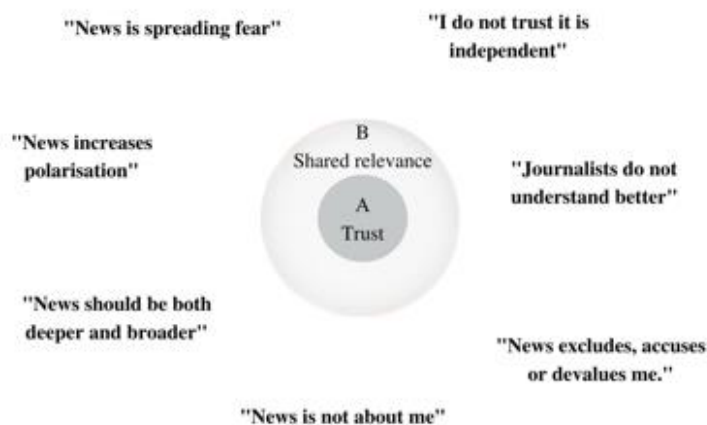 "News is spreading fear"
"I do not trust it is
independent"
"News increases
polarisation"
B
Shared relevance
A
Trust
"Journalists do not
understand better"
"News should be both
deeper and broader"
"News excludes, accuses
or devalues me."
"News is not about me"